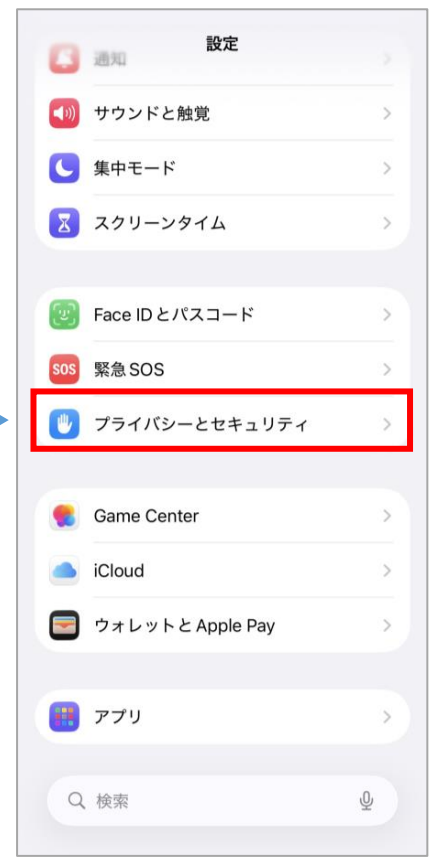 設定
通知
サウンドと触覚
集中モード
スクリーンタイム
Face IDとパスコード
SOS 緊急SOS
プライバシーとセキュリティ
Game Center
iCloud
ウォレットとApple Pay
アプリ
検索